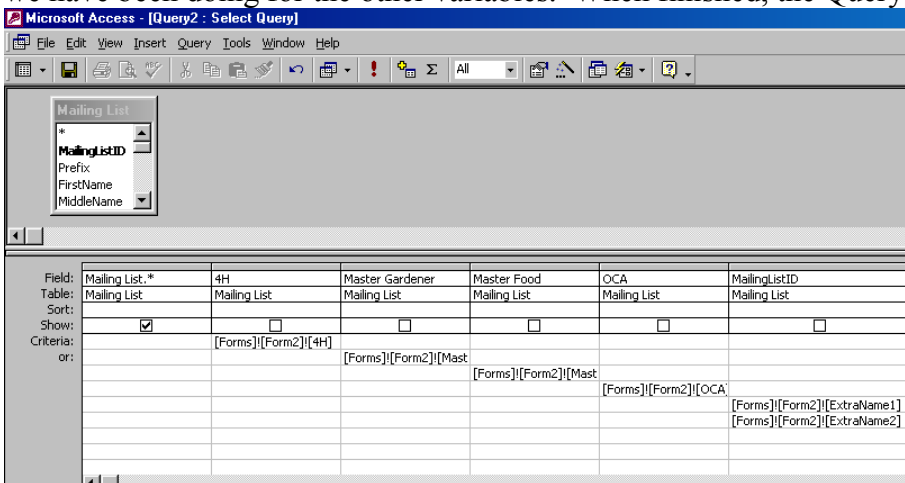 we have been doing for the other variables. When finished, the Query
Microsoft Access - [Query2 : Select Query]
File Edit View Insert Query Tools Window Help
All
Mailing List
*
MailingListID
Prefix
FirstName
MiddleName
Field: Mailing List.* 4H Master Gardener Master Food OCA MailingListID
Table: Mailing List Mailing List Mailing List Mailing List Mailing List Mailing List
Sort:
Show:
Criteria: [Forms]![Form2]![4H]
or: [Forms]![Form2]![Mast
[Forms]![Form2]![Mast
[Forms]![Form2]![OCA]
[Forms]![Form2]![ExtraName1]
[Forms]![Form2]![ExtraName2]